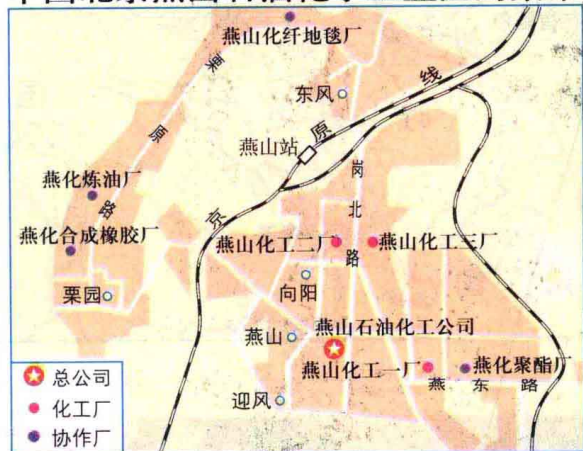 燕山化纤地毯厂
栗
原
路
东风
京
原
线
燕山站
岗
北
路
燕化炼油厂
燕化合成橡胶厂
燕山化工二厂
燕山化工三厂
栗园
向阳
燕山
燕山石油化工公司
燕山化工一厂
燕化聚酯厂
燕 东 路
迎风
总公司
化工厂
协作厂